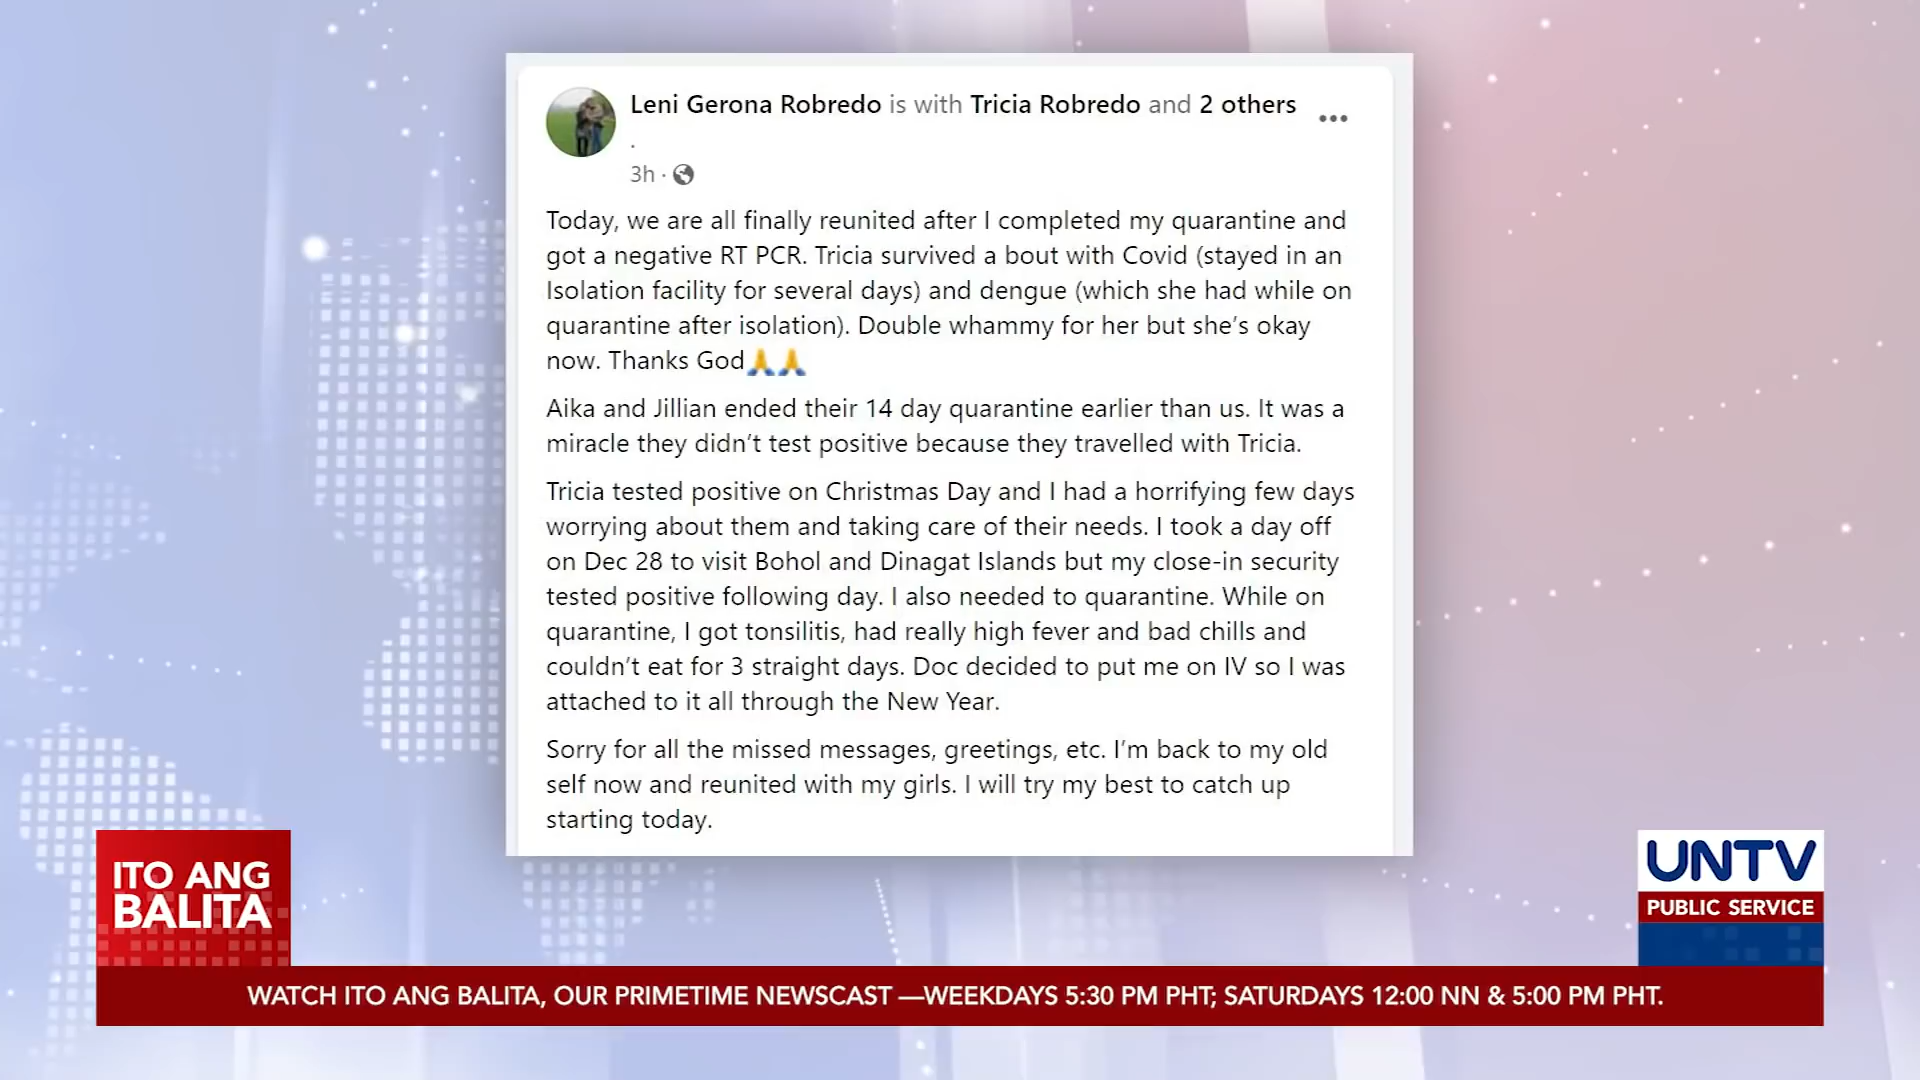 Leni Gerona Robredo is with Tricia Robredo and 2 others
.
3h ·
Today, we are all finally reunited after I completed my quarantine and
got a negative RT PCR. Tricia survived a bout with Covid (stayed in an
Isolation facility for several days) and dengue (which she had while on
quarantine after isolation). Double whammy for her but she’s okay
now. Thanks God🙏🙏
Aika and Jillian ended their 14 day quarantine earlier than us. It was a
miracle they didn’t test positive because they travelled with Tricia.
Tricia tested positive on Christmas Day and I had a horrifying few days
worrying about them and taking care of their needs. I took a day off
on Dec 28 to visit Bohol and Dinagat Islands but my close-in security
tested positive following day. I also needed to quarantine. While on
quarantine, I got tonsilitis, had really high fever and bad chills and
couldn’t eat for 3 straight days. Doc decided to put me on IV so I was
attached to it all through the New Year.
Sorry for all the missed messages, greetings, etc. I’m back to my old
self now and reunited with my girls. I will try my best to catch up
starting today.
ITO ANG
BALITA
UNTV
PUBLIC SERVICE
WATCH ITO ANG BALITA, OUR PRIMETIME NEWSCAST —WEEKDAYS 5:30 PM PHT; SATURDAYS 12:00 NN & 5:00 PM PHT.